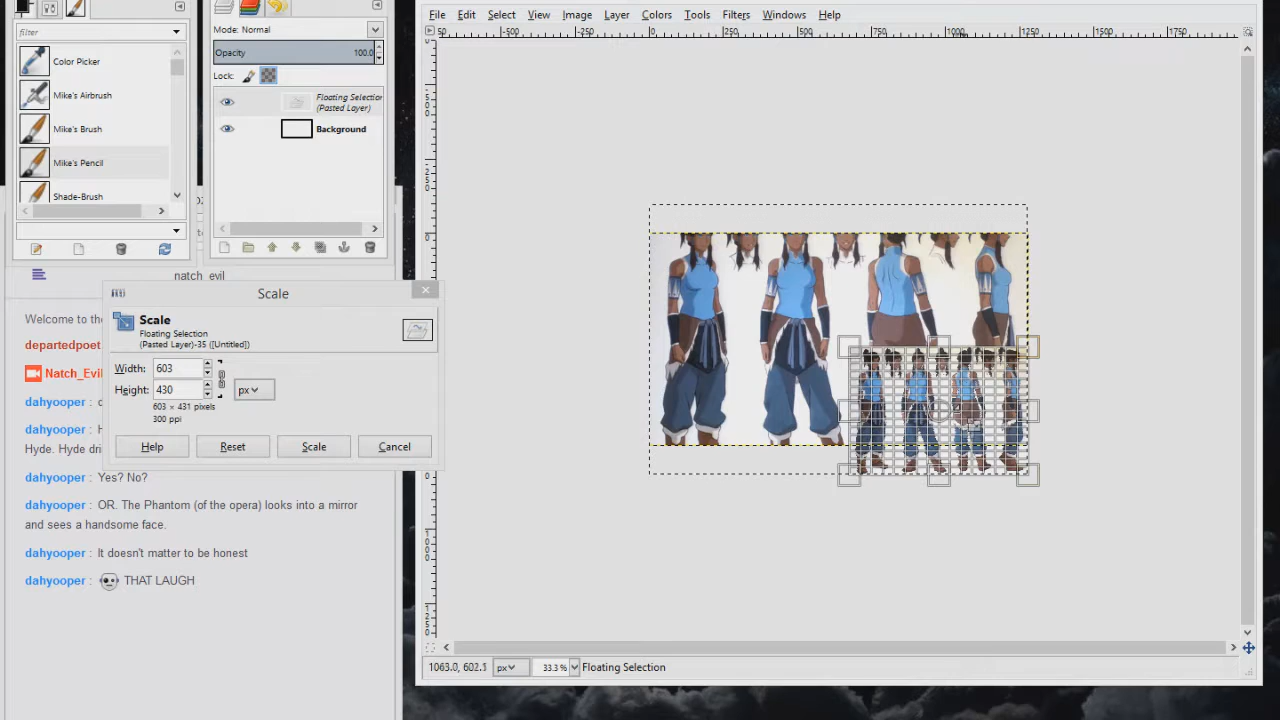 filter
Color Picker
Mike's Airbrush
Mike's Brush
Mike's Pencil
Shade-Brush
Mode: Normal
Opacity 100.0
Lock:
Floating Selection
(Pasted Layer)
Background
File Edit Select View Image Layer Colors Tools Filters Windows Help
-500 -250 0 250 500 750 1000 1250 1500 1750
natch_evil
Welcome to the
departedpoet
Natch_Evil
dahyooper :
dahyooper : H
Hyde. Hyde dri
dahyooper : Yes? No?
dahyooper : OR. The Phantom (of the opera) looks into a mirror
and sees a handsome face.
dahyooper : It doesn't matter to be honest
dahyooper : THAT LAUGH
Scale
Scale
Floating Selection
(Pasted Layer)-35 ([Untitled])
Width: 603
Height: 430
px
603 × 431 pixels
300 ppi
Help Reset Scale Cancel
1063.0, 602.1 px 33.3 % Floating Selection